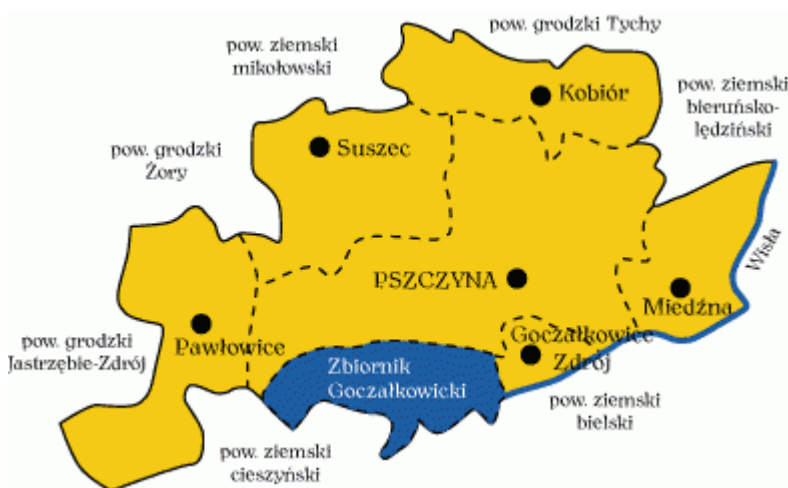 pow. grodzki Tychy
pow. ziemski
mikołowski
Kobiór
pow. ziemski
bieruńsko-
lędziński
pow. grodzki
Żory
Suszec
Wisła
PSZCZYNA
Miedźna
pow. grodzki
Jastrzębie-Zdrój
Pawłowice
Goczałkowice
Zdrój
Zbiornik
Goczałkowicki
pow. ziemski
bielski
pow. ziemski
cieszyński